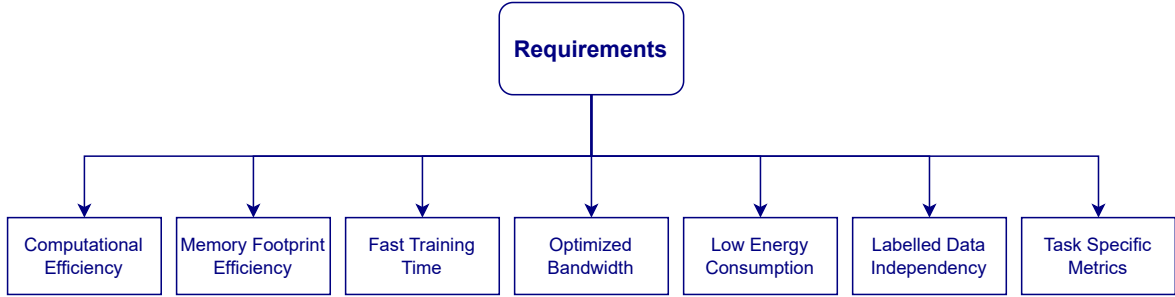 Requirements
Computational
Efficiency
Memory Footprint
Efficiency
Fast Training
Time
Optimized
Bandwidth
Low Energy
Consumption
Labelled Data
Independency
Task Specific
Metrics